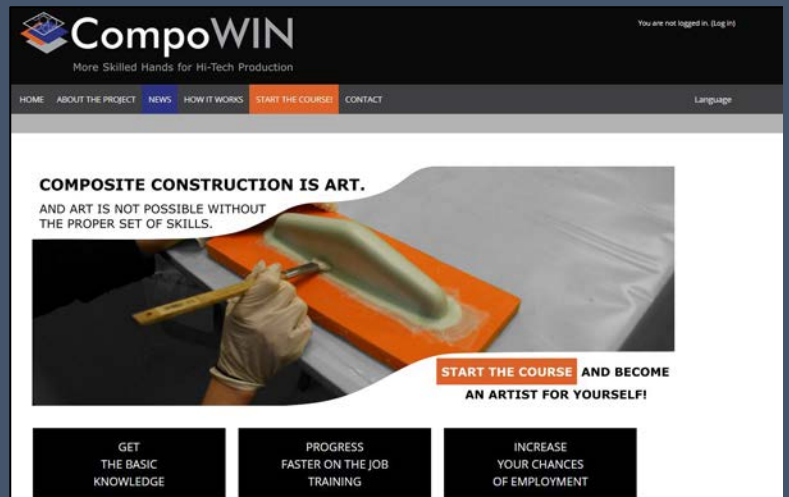 CompoWIN
More Skilled Hands for Hi-Tech Production
You are not logged in. (Log in)
HOME ABOUT THE PROJECT NEWS HOW IT WORKS START THE COURSE! CONTACT
Language
COMPOSITE CONSTRUCTION IS ART.
AND ART IS NOT POSSIBLE WITHOUT
THE PROPER SET OF SKILLS.
START THE COURSE AND BECOME
AN ARTIST FOR YOURSELF!
GET
THE BASIC
KNOWLEDGE
PROGRESS
FASTER ON THE JOB
TRAINING
INCREASE
YOUR CHANCES
OF EMPLOYMENT